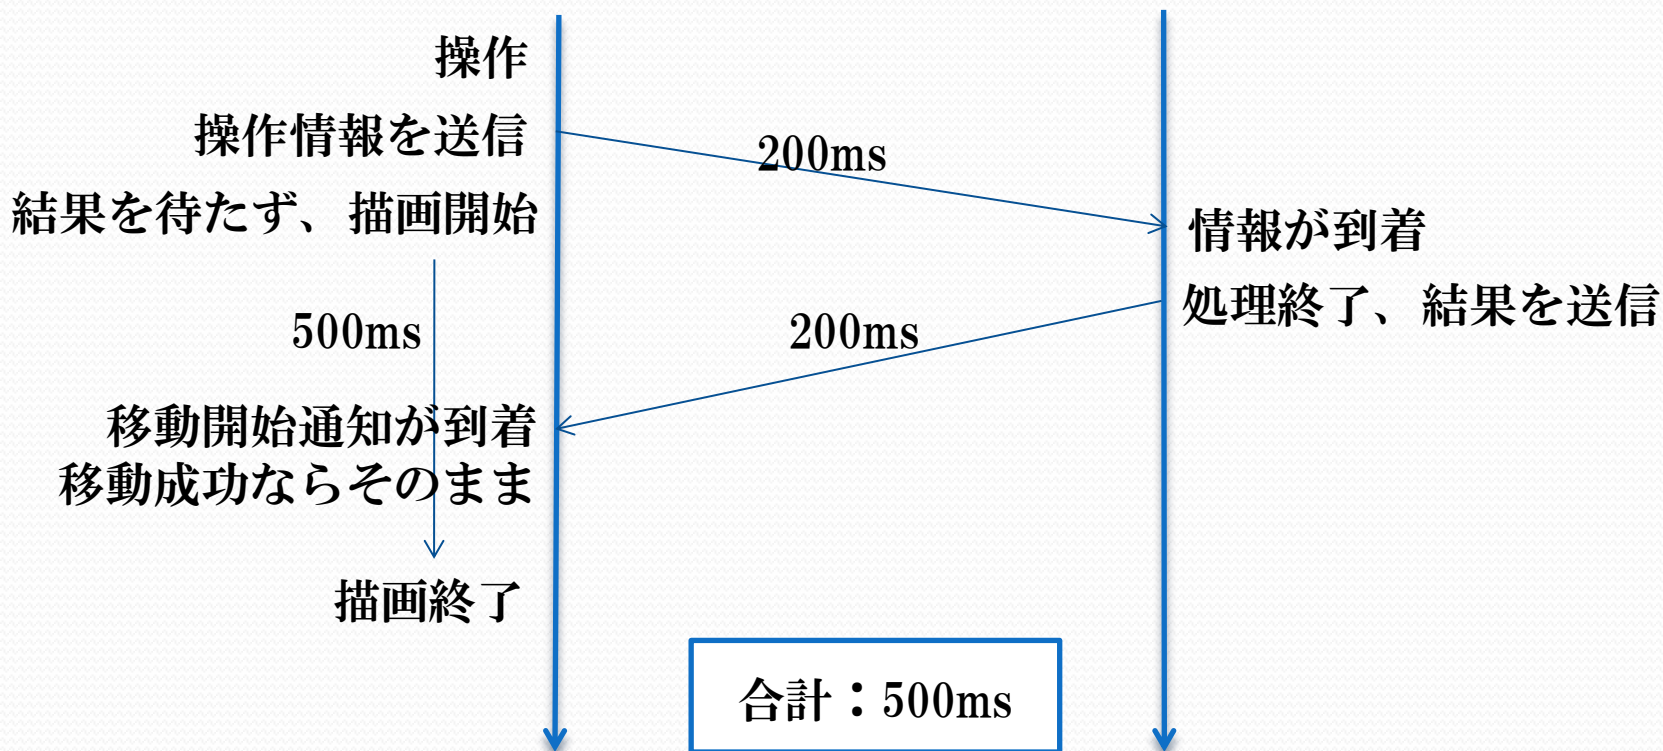 操作
操作情報を送信
200ms
結果を待たず、描画開始
情報が到着
処理終了、結果を送信
500ms
200ms
移動開始通知が到着
移動成功ならそのまま
描画終了
合計：500ms